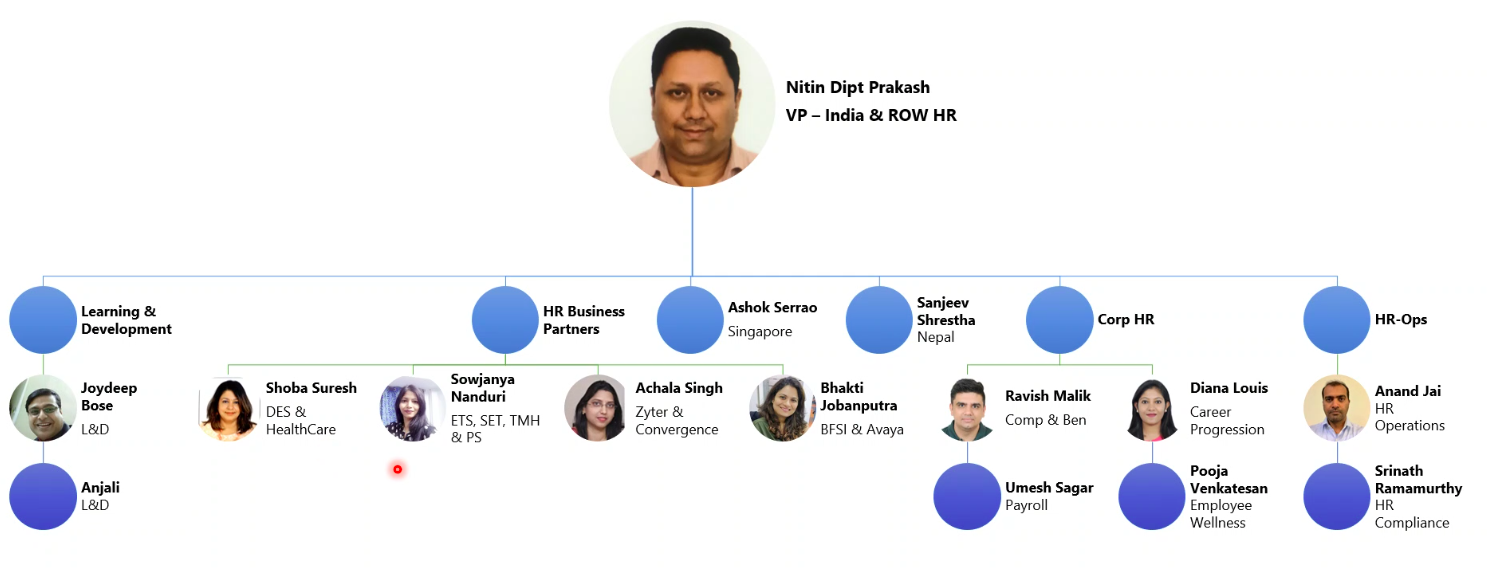 Nitin Dipt Prakash
VP – India & ROW HR
Learning &
Development
HR Business
Partners
Ashok Serrao
Singapore
Sanjeev
Shrestha
Nepal
Corp HR
HR-Ops
Joydeep
Bose
L&D
Shoba Suresh
DES &
HealthCare
Sowjanya
Nanduri
ETS, SET, TMH
& PS
Achala Singh
Zyter &
Convergence
Bhakti
Jobanputra
BFSI & Avaya
Ravish Malik
Comp & Ben
Diana Louis
Career
Progression
Anand Jai
HR
Operations
Anjali
L&D
Umesh Sagar
Payroll
Pooja
Venkatesan
Employee
Wellness
Srinath
Ramamurthy
HR
Compliance